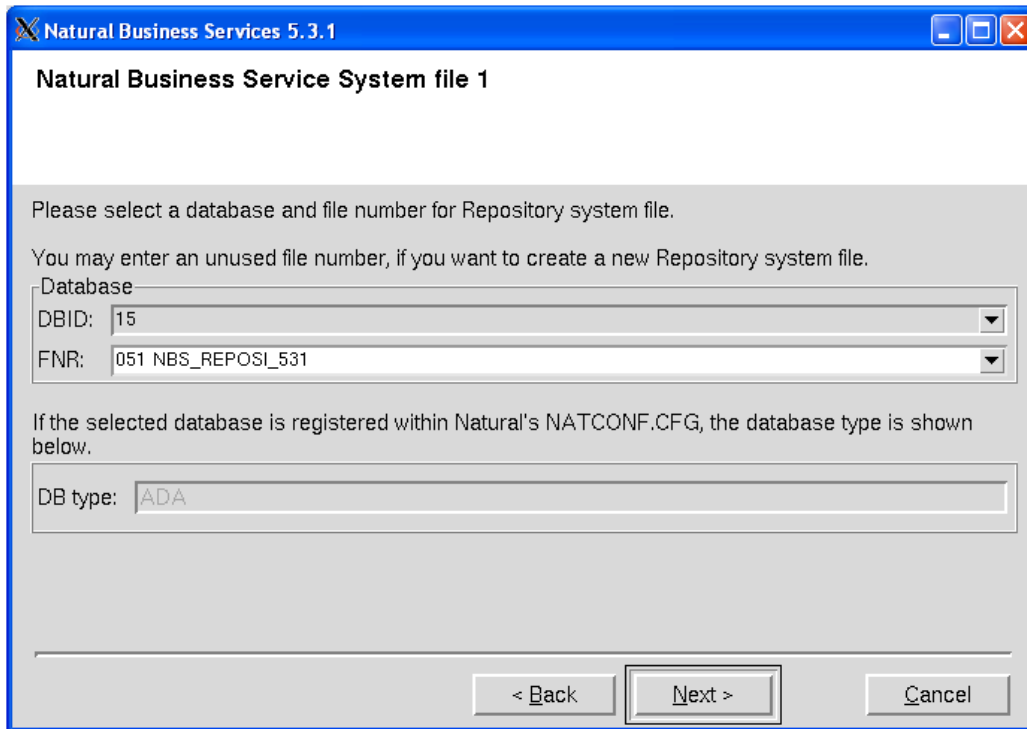 Natural Business Services 5.3.1
Natural Business Service System file 1
Please select a database and file number for Repository system file.
You may enter an unused file number, if you want to create a new Repository system file.
Database
DBID: 15
FNR: 051 NBS_REPOSI_531
If the selected database is registered within Natural's NATCONF.CFG, the database type is shown
below.
DB type: ADA
< Back Next > Cancel